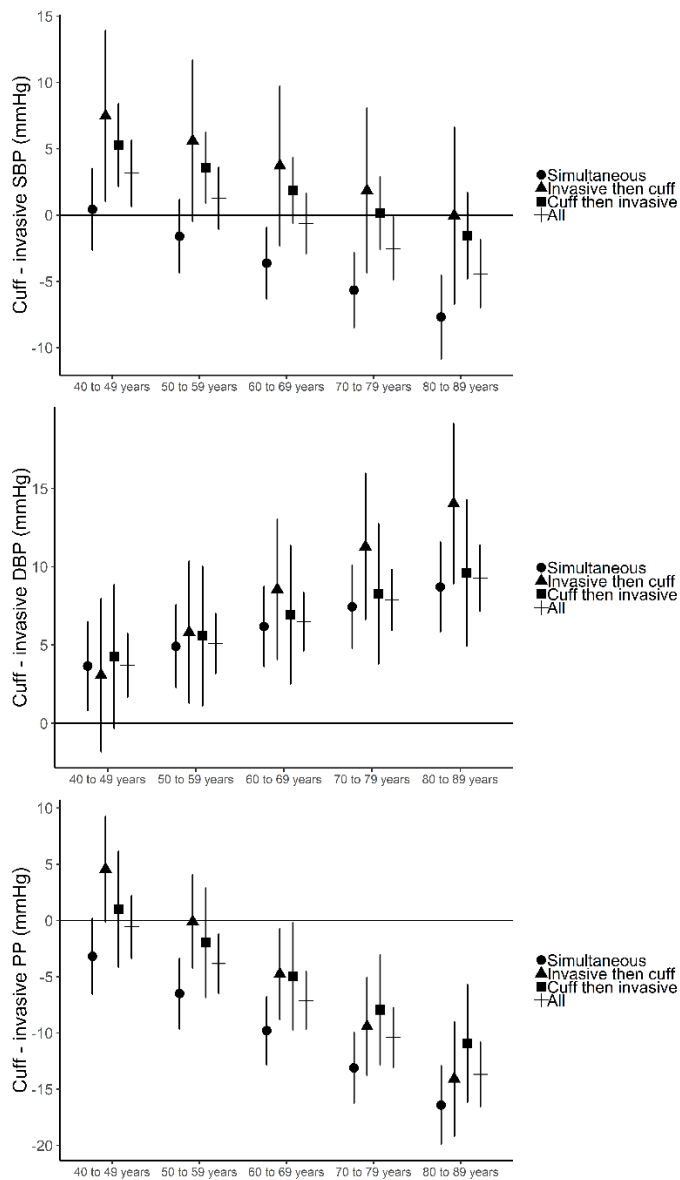 15
10
5
0
-5
-10
Cuff - invasive SBP (mmHg)
40 to 49 years 50 to 59 years 60 to 69 years 70 to 79 years 80 to 89 years
Simultaneous
Invasive then cuff
Cuff then invasive
All
15
10
5
0
Cuff - invasive DBP (mmHg)
40 to 49 years 50 to 59 years 60 to 69 years 70 to 79 years 80 to 89 years
Simultaneous
Invasive then cuff
Cuff then invasive
All
10
5
0
-5
-10
-15
-20
Cuff - invasive PP (mmHg)
40 to 49 years 50 to 59 years 60 to 69 years 70 to 79 years 80 to 89 years
Simultaneous
Invasive then cuff
Cuff then invasive
All